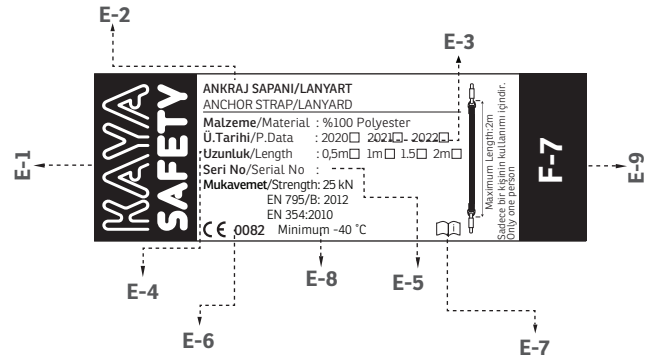 E-2
E-3
E-1
KAYA
SAFETY
ANKRAJ SAPANI/LANYART
ANCHOR STRAP/LANYARD
Malzeme/Material : %100 Polyester
Ü.Tarihi/P.Data : 2020☐ 2021☐ 2022☐
Uzunluk/Length : 0,5m☐ 1m☐ 1.5☐ 2m☐
Seri No/Serial No :
Mukavemet/Strength: 25 kN
EN 795/B: 2012
EN 354:2010
CE 0082 Minimum -40 ˚C
i
Maximum Length:2m
Sadece bir kişinin kullanımı içindir.
Only one person
F-7
E-9
E-4
E-6
E-8
E-5
E-7